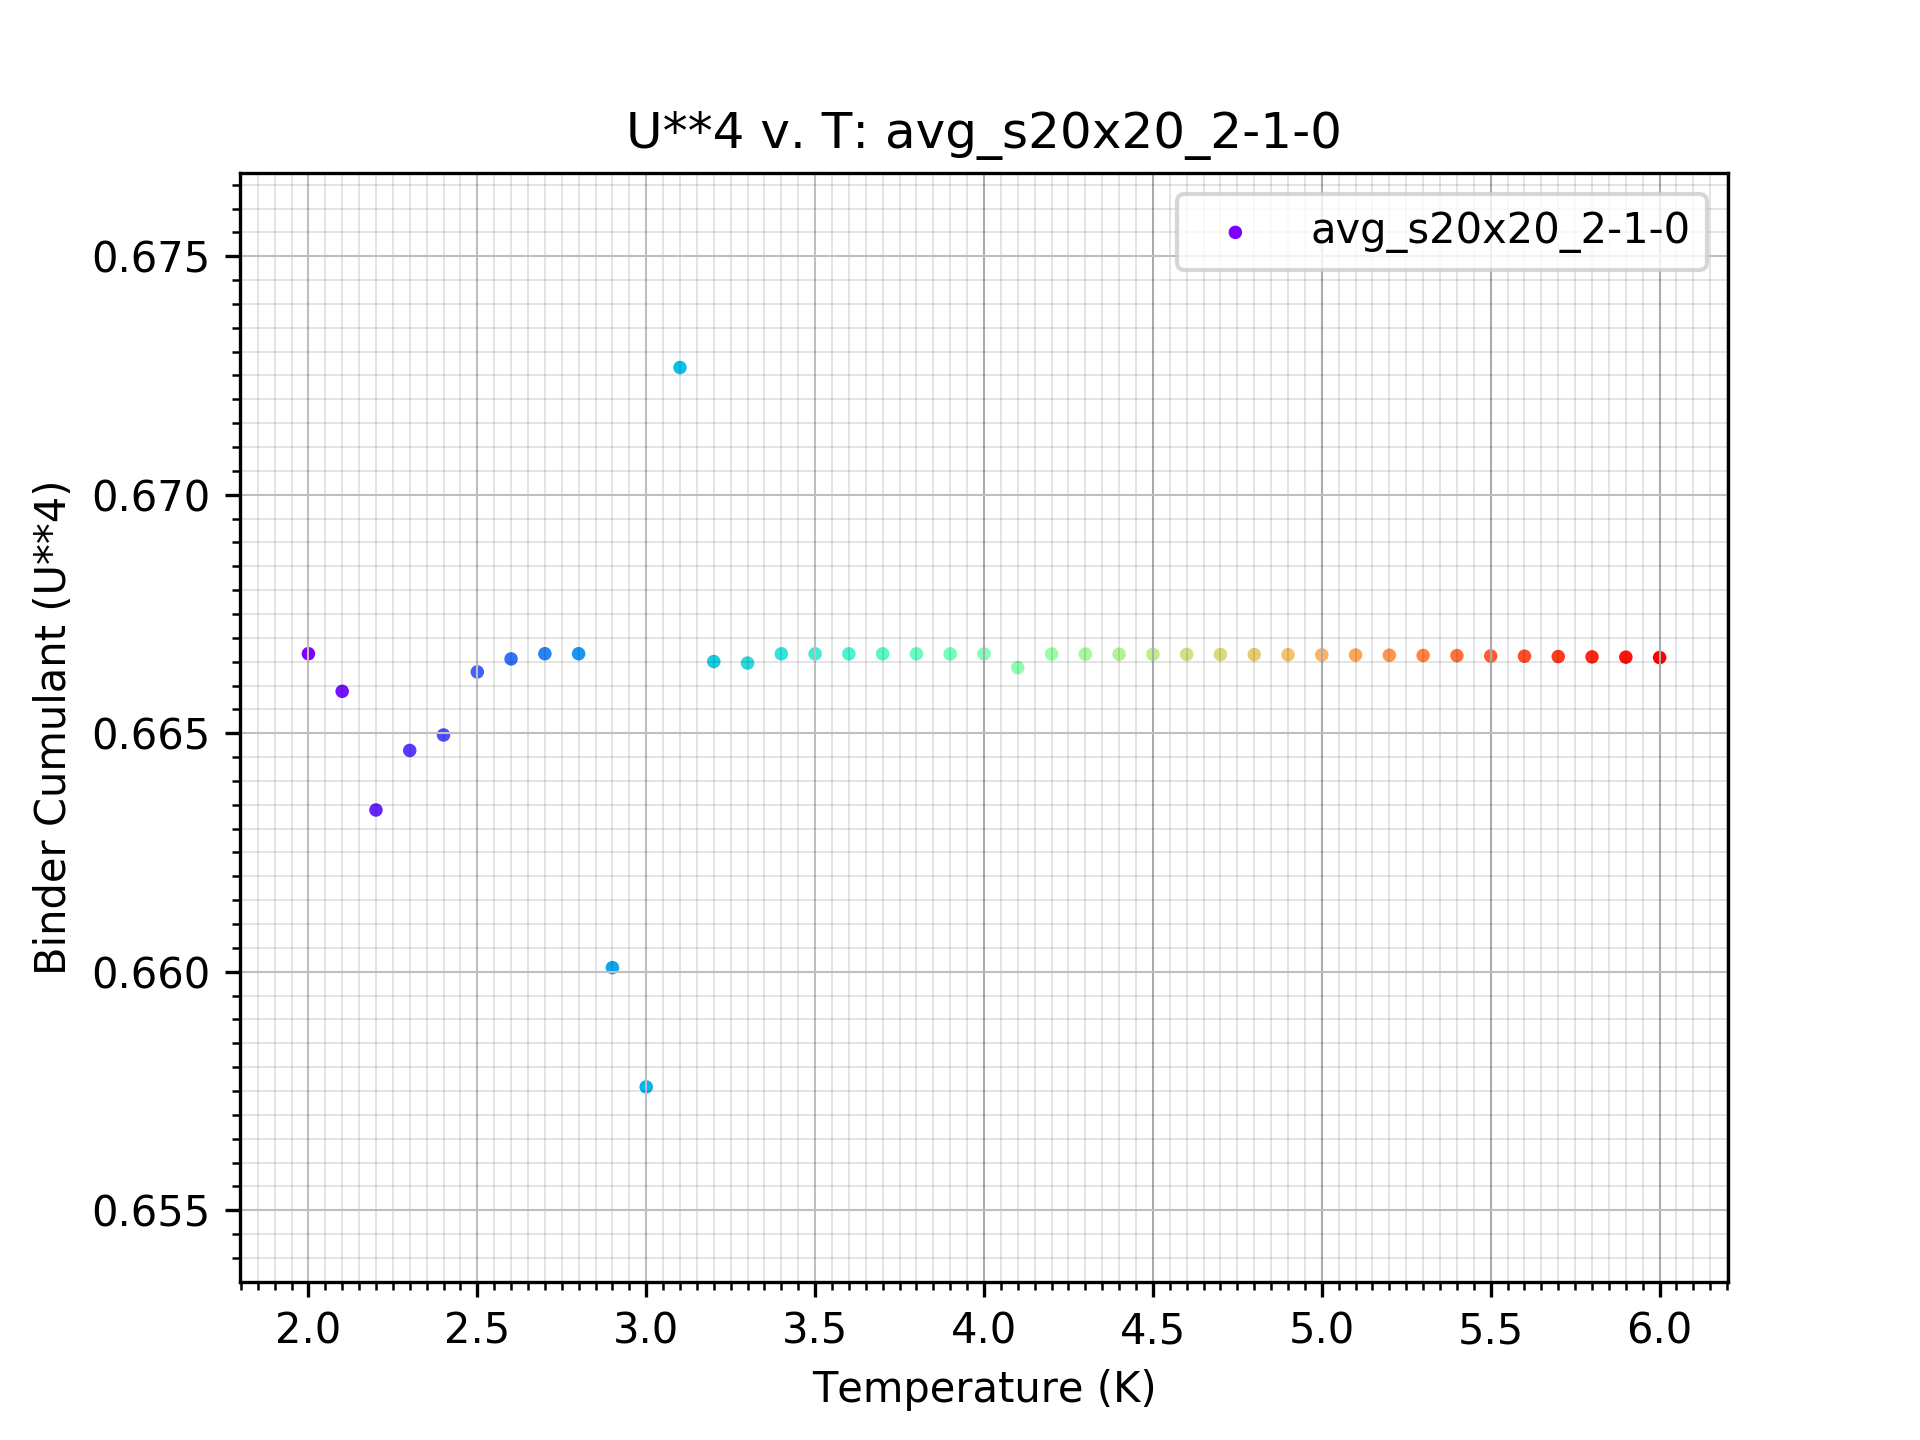 U**4 v. T: avg_s20x20_2-1-0
avg_s20x20_2-1-0
Binder Cumulant (U**4)
0.675
0.670
0.665
0.660
0.655
2.0 2.5 3.0 3.5 4.0 4.5 5.0 5.5 6.0
Temperature (K)